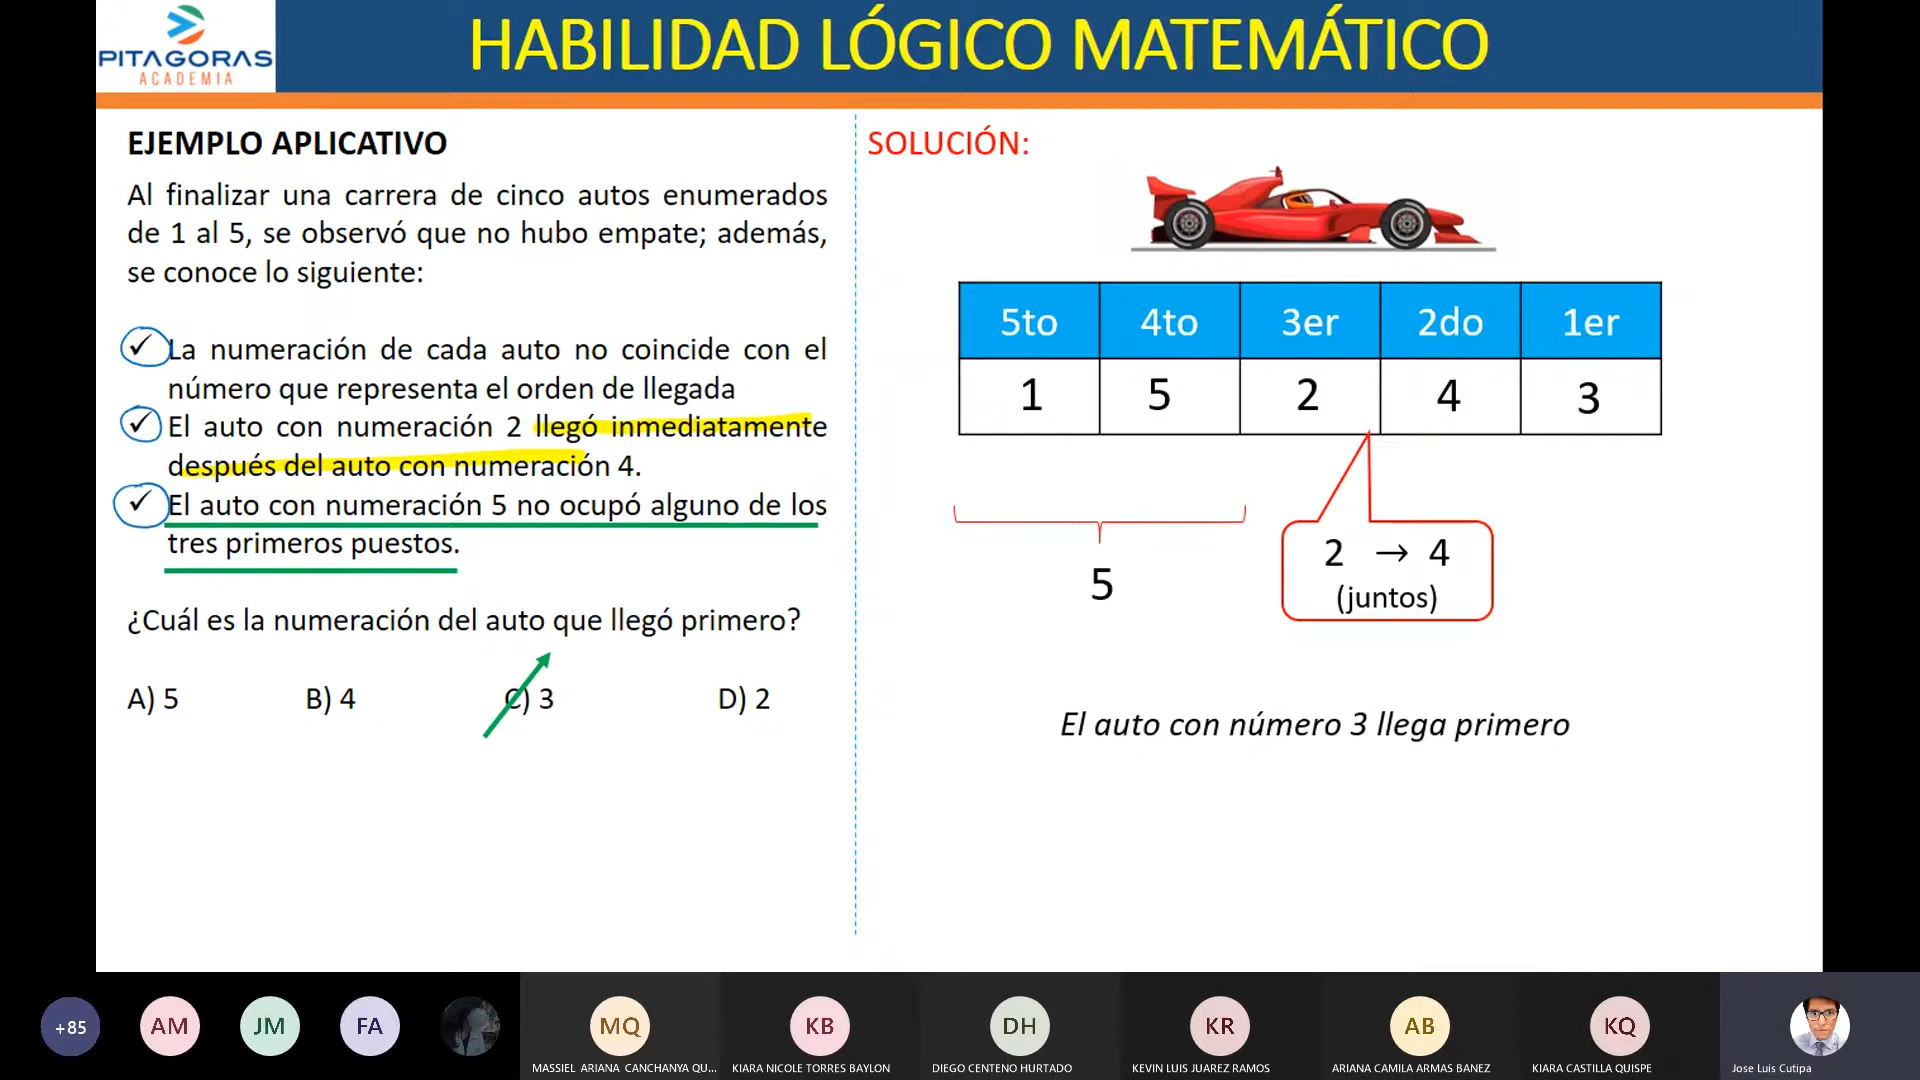 PITAGORAS
ACADEMIA
HABILIDAD LÓGICO MATEMÁTICO
EJEMPLO APLICATIVO
Al finalizar una carrera de cinco autos enumerados
de 1 al 5, se observó que no hubo empate; además,
se conoce lo siguiente:
✓ La numeración de cada auto no coincide con el
número que representa el orden de llegada
✓ El auto con numeración 2 llegó inmediatamente
después del auto con numeración 4.
✓ El auto con numeración 5 no ocupó alguno de los
tres primeros puestos.
¿Cuál es la numeración del auto que llegó primero?
A) 5 B) 4 C) 3 D) 2
SOLUCIÓN:
5to 4to 3er 2do 1er
1 5 2 4 3
5
2 → 4
(juntos)
El auto con número 3 llega primero
+85 AM JM FA MQ KB DH KR AB KQ
MASSIEL ARIANA CANCHANYA QU... KIARA NICOLE TORRES BAYLON DIEGO CENTENO HURTADO KEVIN LUIS JUAREZ RAMOS ARIANA CAMILA ARMAS BANEZ KIARA CASTILLA QUISPE Jose Luis Cutipa